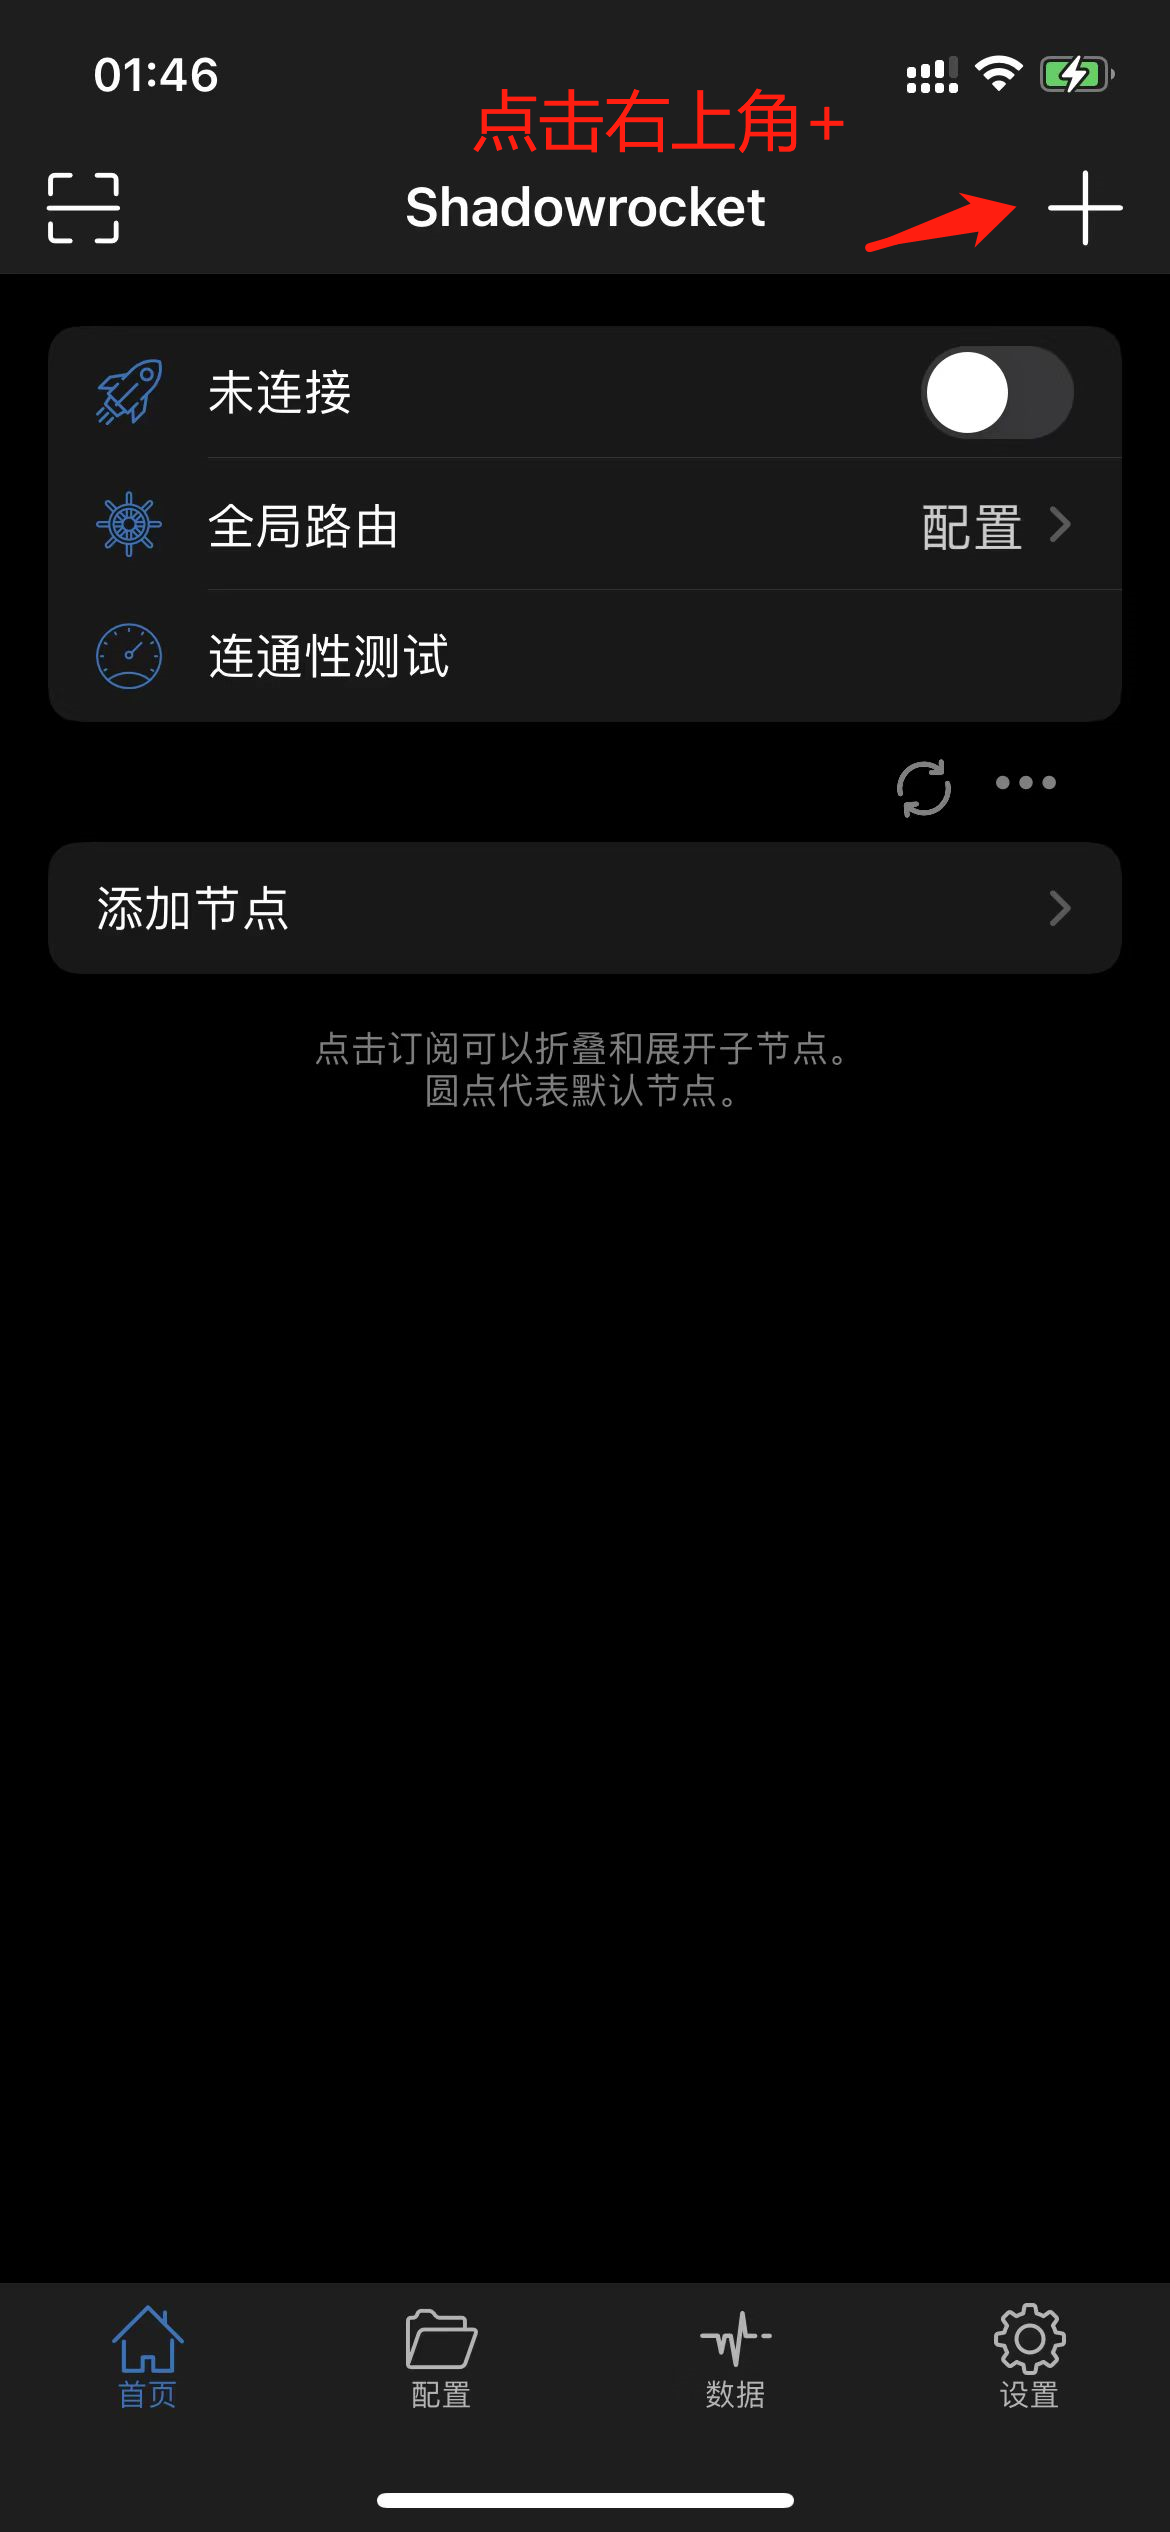 01:46
点击右上角+
Shadowrocket
未连接
全局路由
配置
连通性测试
添加节点
点击订阅可以折叠和展开子节点。
圆点代表默认节点。
首页
配置
数据
设置